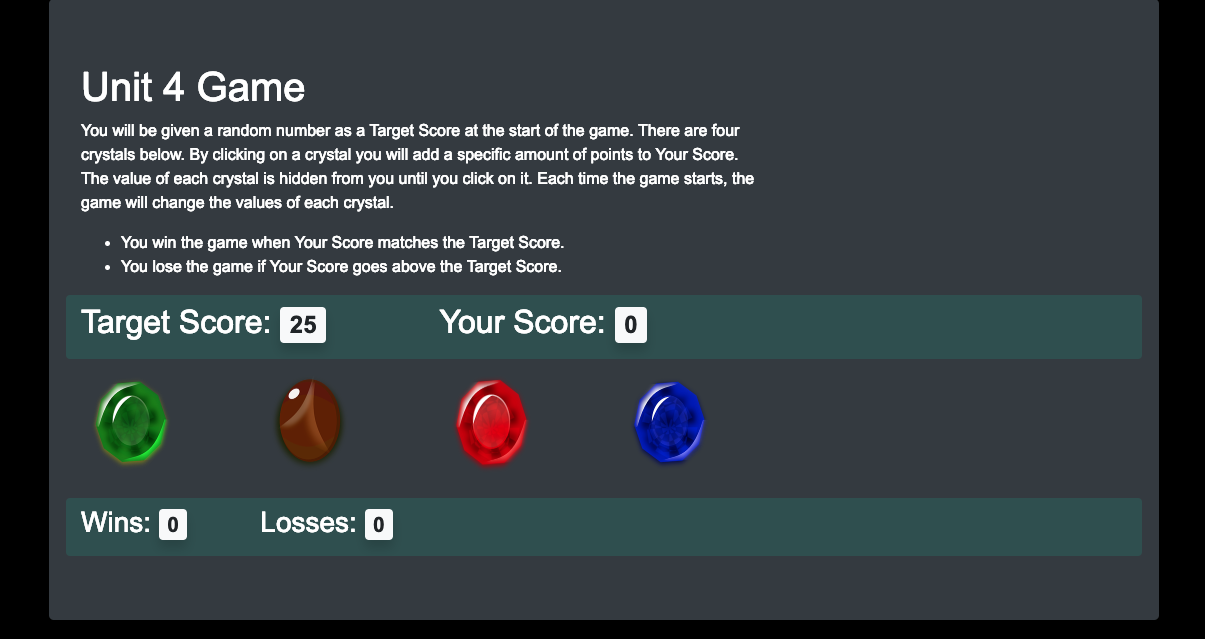 Unit 4 Game
You will be given a random number as a Target Score at the start of the game. There are four
crystals below. By clicking on a crystal you will add a specific amount of points to Your Score.
The value of each crystal is hidden from you until you click on it. Each time the game starts, the
game will change the values of each crystal.
• You win the game when Your Score matches the Target Score.
• You lose the game if Your Score goes above the Target Score.
Target Score: 25 Your Score: 0
Wins: 0 Losses: 0